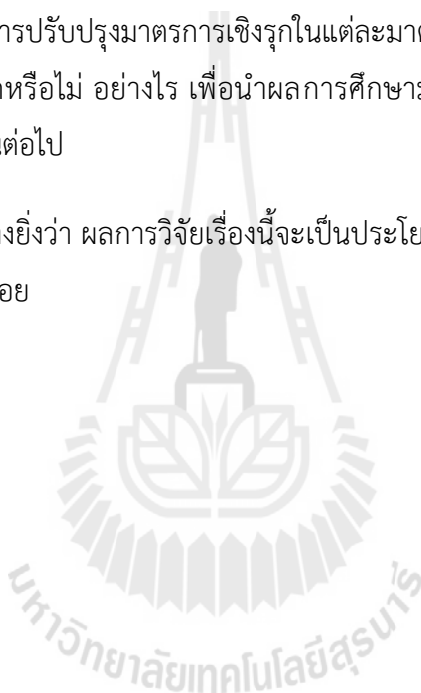 การปรับปรุงมาตรการเชิงรุกในแต่ละมาต
หรือไม่ อย่างไร เพื่อนำผลการศึกษาม
ต่อไป
ยิ่งว่า ผลการวิจัยเรื่องนี้จะเป็นประโย
มหาวิทยาลัยเทคโนโลยีสุรนารี